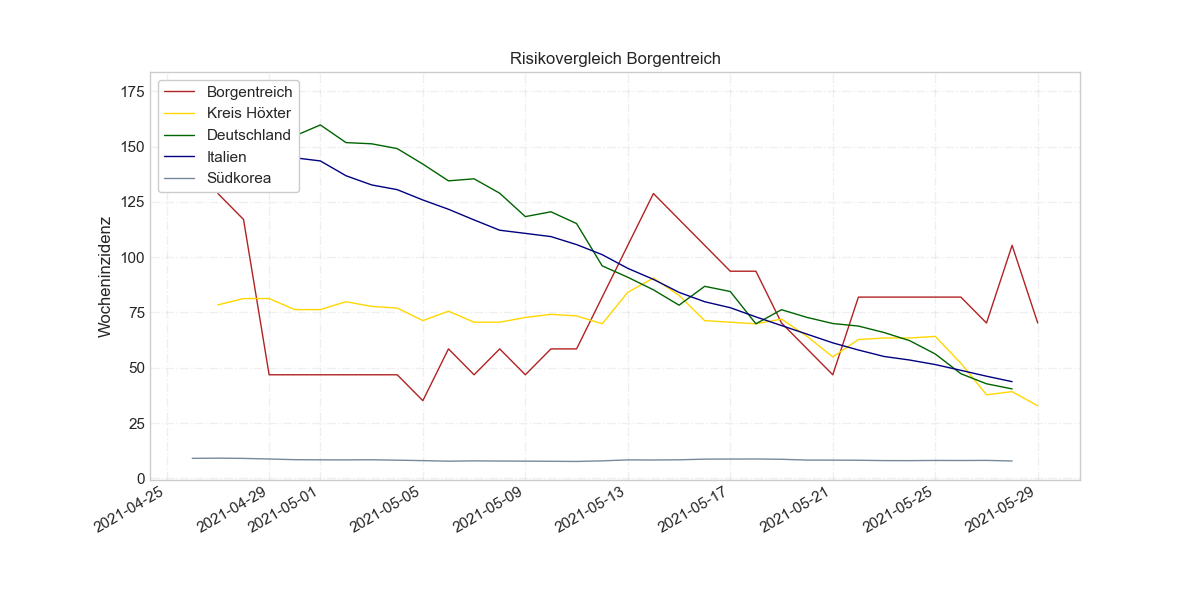 Risikovergleich Borgentreich
Borgentreich
Kreis Höxter
Deutschland
Italien
Südkorea
Wocheninzidenz
175
150
125
100
75
50
25
0
2021-04-25
2021-04-29
2021-05-01
2021-05-05
2021-05-09
2021-05-13
2021-05-17
2021-05-21
2021-05-25
2021-05-29